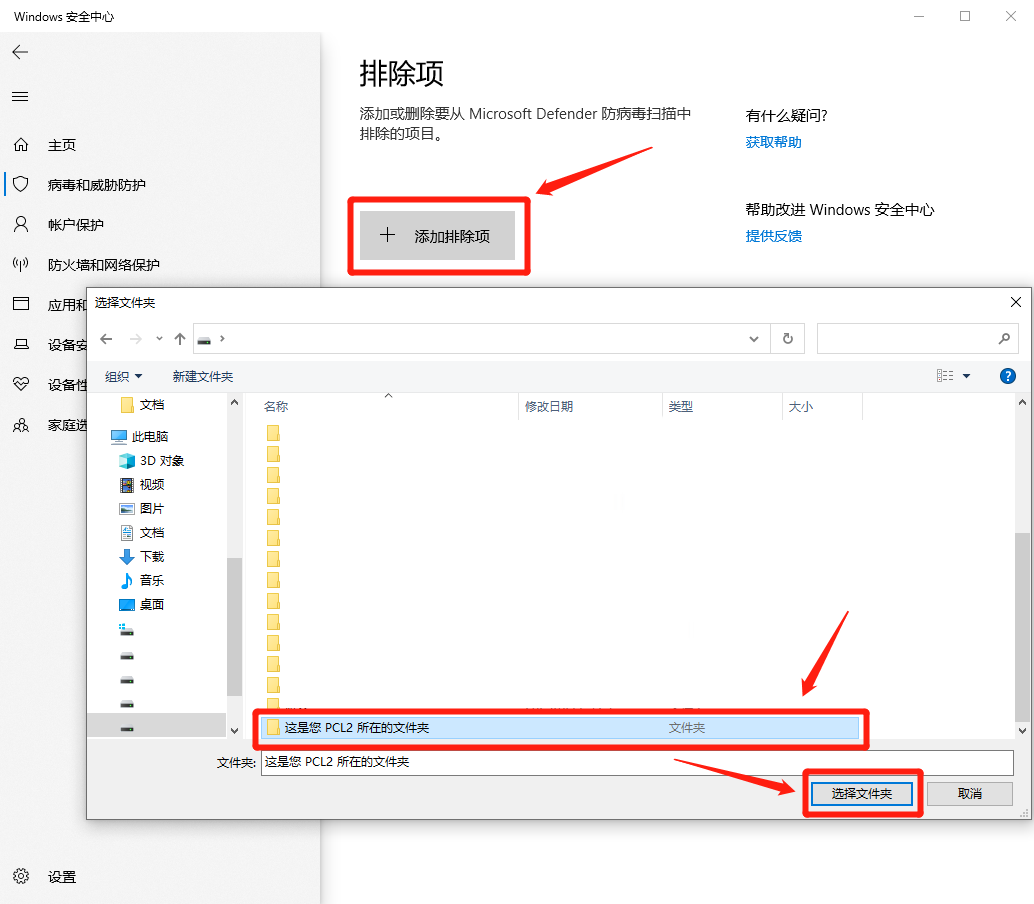 Windows 安全中心
主页
病毒和威胁防护
帐户保护
防火墙和网络保护
应用和
设备安
设备性
家庭选
设置
排除项
添加或删除要从 Microsoft Defender 防病毒扫描中
排除的项目。
添加排除项
有什么疑问?
获取帮助
帮助改进 Windows 安全中心
提供反馈
选择文件夹
组织
新建文件夹
文档
此电脑
3D 对象
视频
图片
文档
下载
音乐
桌面
名称 修改日期 类型 大小
这是您 PCL2 所在的文件夹 文件夹
文件夹: 这是您 PCL2 所在的文件夹
选择文件夹 取消